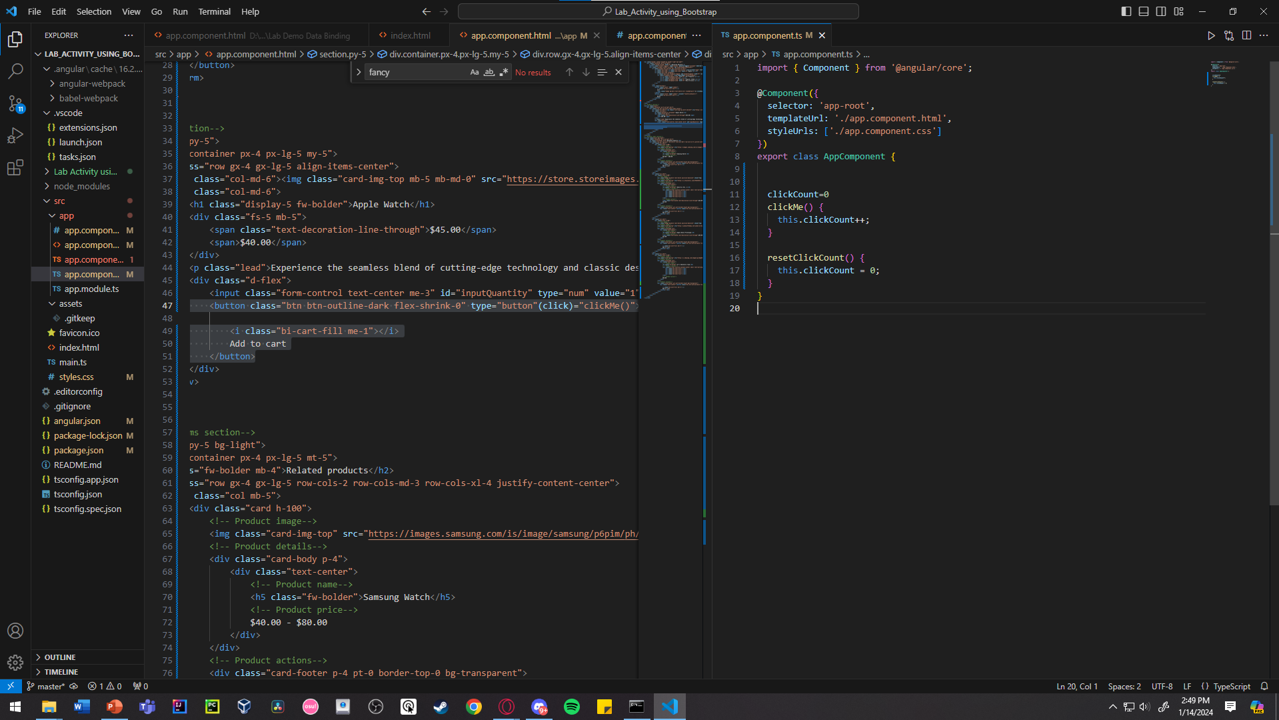 File Edit Selection View Go Run Terminal Help
Lab_Activity_using_Bootstrap
EXPLORER
LAB_ACTIVITY_USING_BO...
.angular\cache\16.2....
angular-webpack
babel-webpack
.vscode
extensions.json
launch.json
tasks.json
Lab Activity usi...
node_modules
src
app
app.compon... M
app.compon... M
app.compone... 1
app.compon... M
app.module.ts
assets
.gitkeep
favicon.ico
index.html
main.ts
styles.css M
.editorconfig
.gitignore
angular.json M
package-lock.json M
package.json M
README.md
tsconfig.app.json
tsconfig.json
tsconfig.spec.json
OUTLINE
TIMELINE
11
app.component.html D:\...\Lab Demo Data Binding
index.html
app.component.html ...\app M
app.component
src > app > app.component.html > section.py-5 > div.container.px-4.px-lg-5.my-5 > div.row.gx-4.gx-lg-5.align-items-center > di
fancy
Aa ab .*
No results
28 </button>
29 rm>
30
31
32
33 ction-->
34 py-5">
35 container px-4 px-lg-5 my-5">
36 ss="row gx-4 gx-lg-5 align-items-center">
37 class="col-md-6"><img class="card-img-top mb-5 mb-md-0" src="https://store.storeimages.
38 class="col-md-6">
39 <h1 class="display-5 fw-bolder">Apple Watch</h1>
40 <div class="fs-5 mb-5">
41 <span class="text-decoration-line-through">$45.00</span>
42 <span>$40.00</span>
43 </div>
44 <p class="lead">Experience the seamless blend of cutting-edge technology and classic des
45 <div class="d-flex">
46 <input class="form-control text-center me-3" id="inputQuantity" type="num" value="1"
47 <button class="btn btn-outline-dark flex-shrink-0" type="button"(click)="clickMe()">
48
49 <i class="bi-cart-fill me-1"></i>
50 Add to cart
51 </button>
52 </div>
53 v>
54
55
56
57 ms section-->
58 py-5 bg-light">
59 container px-4 px-lg-5 mt-5">
60 s="fw-bolder mb-4">Related products</h2>
61 ss="row gx-4 gx-lg-5 row-cols-2 row-cols-md-3 row-cols-xl-4 justify-content-center">
62 class="col mb-5">
63 <div class="card h-100">
64 <!-- Product image-->
65 <img class="card-img-top" src="https://images.samsung.com/is/image/samsung/p6pim/ph/
66 <!-- Product details-->
67 <div class="card-body p-4">
68 <div class="text-center">
69 <!-- Product name-->
70 <h5 class="fw-bolder">Samsung Watch</h5>
71 <!-- Product price-->
72 $40.00 - $80.00
73 </div>
74 </div>
75 <!-- Product actions-->
76 <div class="card-footer p-4 pt-0 border-top-0 bg-transparent">
TS app.component.ts M
src > app > TS app.component.ts > ...
1 import { Component } from '@angular/core';
2
3 @Component({
4 selector: 'app-root',
5 templateUrl: './app.component.html',
6 styleUrls: ['./app.component.css']
7 })
8 export class AppComponent {
9
10
11 clickCount=0
12 clickMe() {
13 this.clickCount++;
14 }
15
16 resetClickCount() {
17 this.clickCount = 0;
18 }
19 }
20
master* 1 0 0
Ln 20, Col 1 Spaces: 2 UTF-8 LF {} TypeScript
2:49 PM
1/14/2024